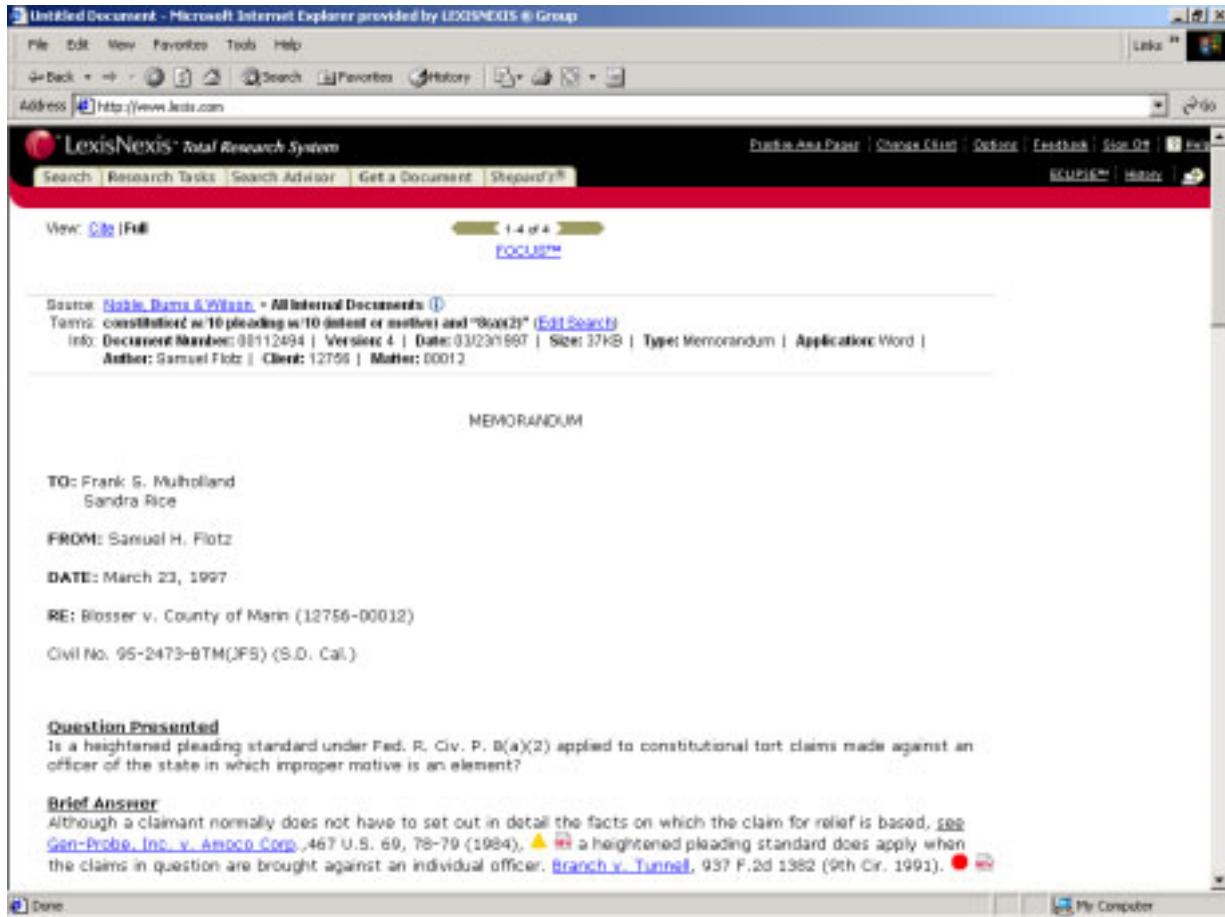 Untitled Document - Microsoft Internet Explorer provided by LEXISNEXIS ® Group
File Edit View Favorites Tools Help Links »
Back Search Favorites History
Address http://www.lexis.com Go
LexisNexis™ Total Research System Practice Area Pages | Change Client | Options | Feedback | Sign Off | Help
Search Research Tasks Search Advisor Get a Document Shepard's® ECLIPSE™ | History
View: Cite | Full 1-4 of 4
FOCUS™
Source: Noble, Burns & Wilson - All Internal Documents
Terms: constitution! w/10 pleading w/10 (intent or motive) and "8(a)(2)" (Edit Search)
Info: Document Number: 00112494 | Version: 4 | Date: 03/23/1997 | Size: 37KB | Type: Memorandum | Application: Word |
Author: Samuel Flotz | Client: 12756 | Matter: 00012
MEMORANDUM
TO: Frank S. Mulholland
Sandra Rice
FROM: Samuel H. Flotz
DATE: March 23, 1997
RE: Blosser v. County of Marin (12756-00012)
Civil No. 95-2473-BTM(JFS) (S.D. Cal.)
Question Presented
Is a heightened pleading standard under Fed. R. Civ. P. 8(a)(2) applied to constitutional tort claims made against an
officer of the state in which improper motive is an element?
Brief Answer
Although a claimant normally does not have to set out in detail the facts on which the claim for relief is based, see
Gen-Probe, Inc. v. Amoco Corp.,467 U.S. 69, 78-79 (1984), a heightened pleading standard does apply when
the claims in question are brought against an individual officer. Branch v. Tunnell, 937 F.2d 1382 (9th Cir. 1991).
Done My Computer